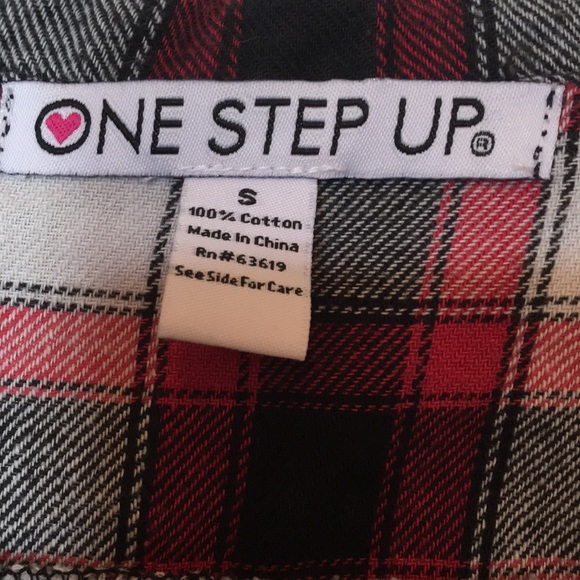 ONE STEP UP®
S
100% Cotton
Made In China
Rn#63619
See Side For Care